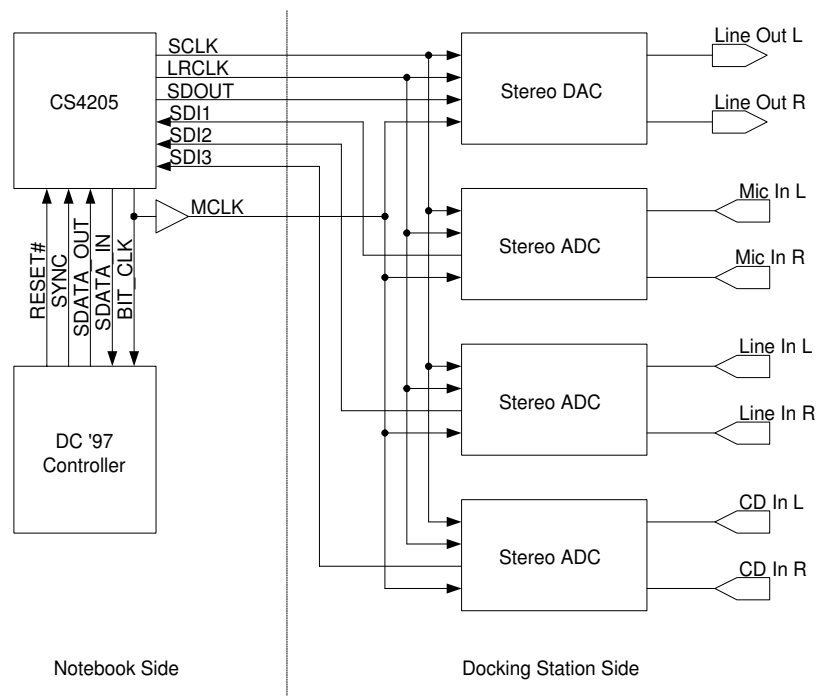 CS4205
SCLK
LRCLK
SDOUT
SDI1
SDI2
SDI3
MCLK
RESET#
SYNC
SDATA_OUT
SDATA_IN
BIT_CLK
DC '97
Controller
Stereo DAC
Line Out L
Line Out R
Stereo ADC
Mic In L
Mic In R
Stereo ADC
Line In L
Line In R
Stereo ADC
CD In L
CD In R
Notebook Side
Docking Station Side